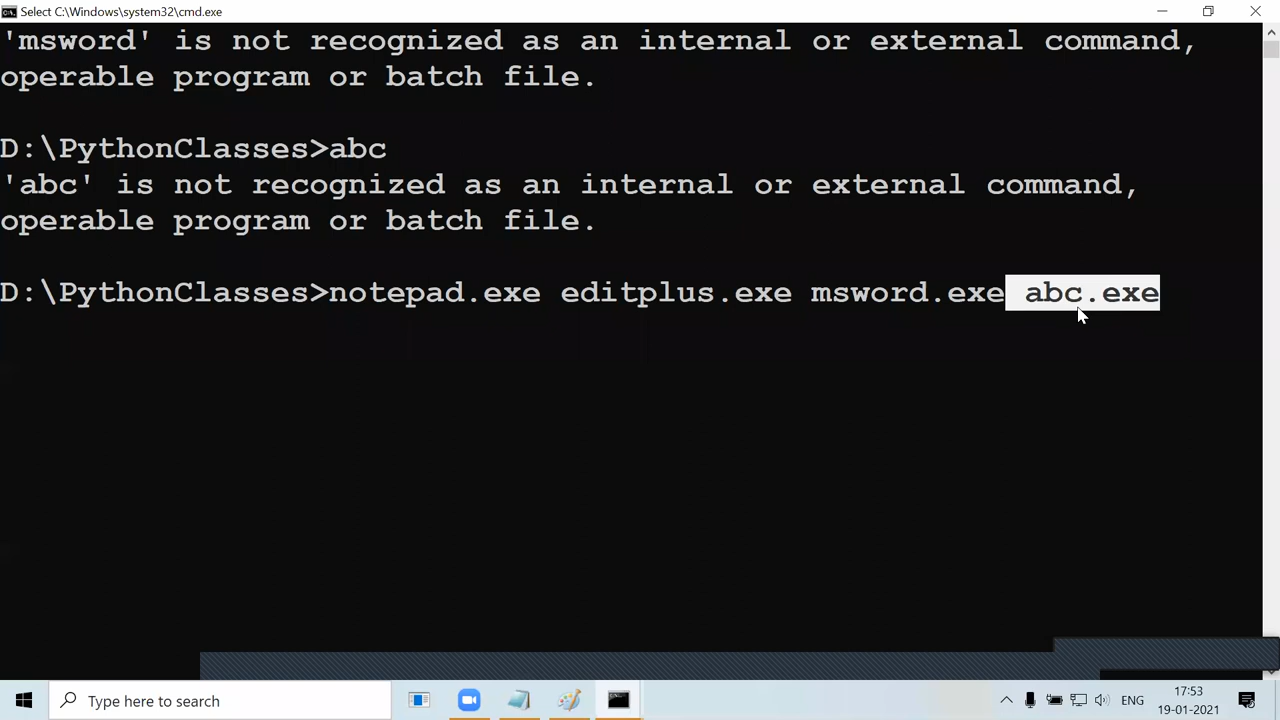 Select C:\Windows\system32\cmd.exe
'msword' is not recognized as an internal or external command,
operable program or batch file.
D:\PythonClasses>abc
'abc' is not recognized as an internal or external command,
operable program or batch file.
D:\PythonClasses>notepad.exe editplus.exe msword.exe abc.exe
Type here to search
ENG
17:53
19-01-2021